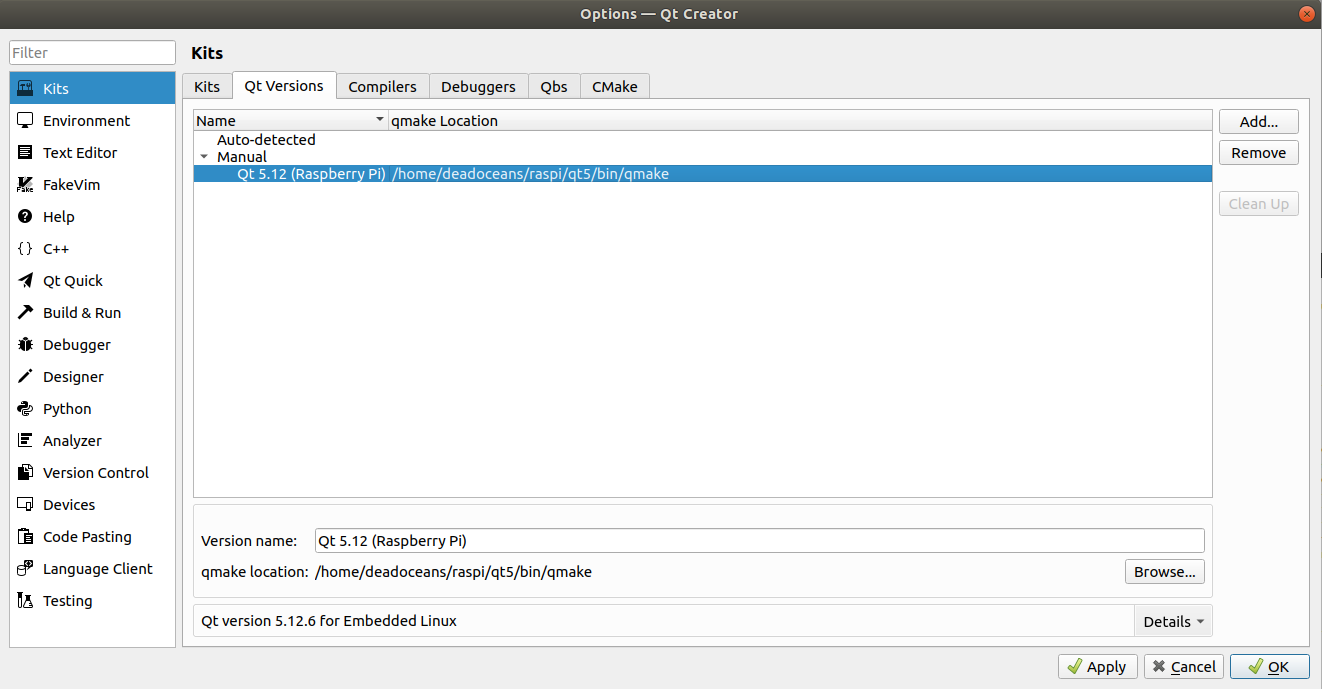 Options — Qt Creator
Filter
Kits
Environment
Text Editor
FakeVim
Help
C++
Qt Quick
Build & Run
Debugger
Designer
Python
Analyzer
Version Control
Devices
Code Pasting
Language Client
Testing
Kits
Kits Qt Versions Compilers Debuggers Qbs CMake
Name qmake Location
Auto-detected
Manual
Qt 5.12 (Raspberry Pi) /home/deadoceans/raspi/qt5/bin/qmake
Add...
Remove
Clean Up
Version name: Qt 5.12 (Raspberry Pi)
qmake location: /home/deadoceans/raspi/qt5/bin/qmake Browse...
Qt version 5.12.6 for Embedded Linux Details
Apply Cancel OK